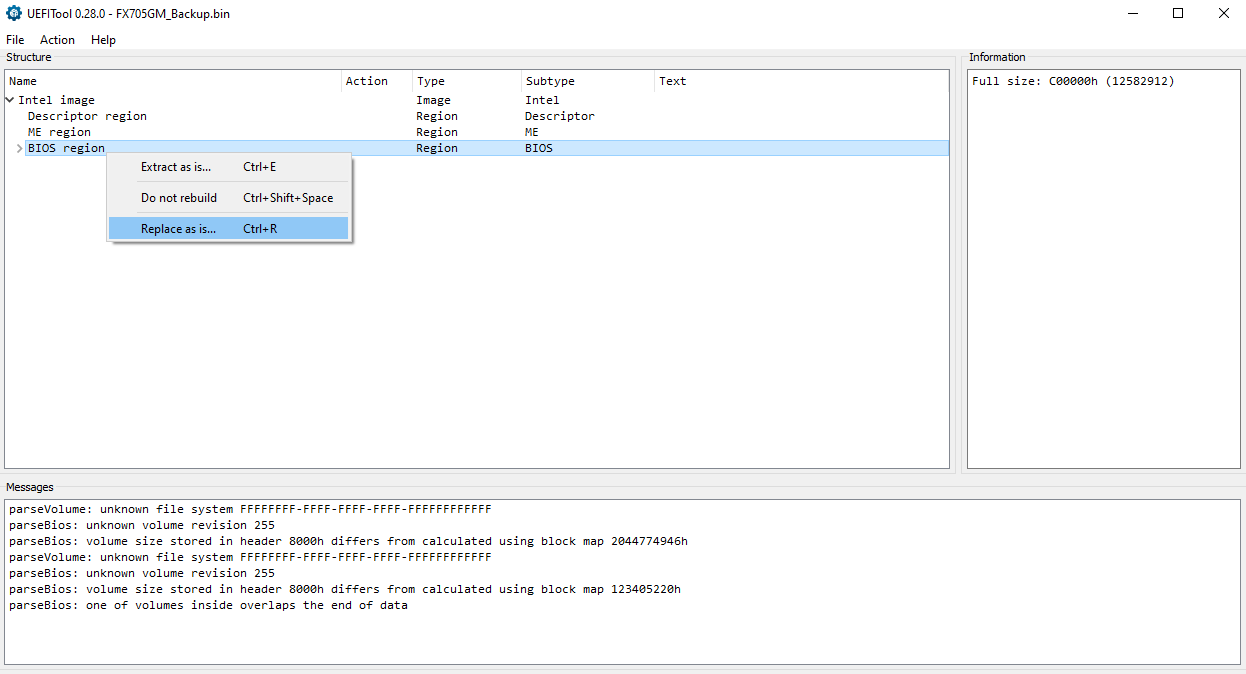 UEFITool 0.28.0 - FX705GM_Backup.bin
File Action Help
Structure
Information
Name Action Type Subtype Text
Full size: C00000h (12582912)
Intel image Image Intel
Descriptor region Region Descriptor
ME region Region ME
BIOS region Region BIOS
Extract as is... Ctrl+E
Do not rebuild Ctrl+Shift+Space
Replace as is... Ctrl+R
Messages
parseVolume: unknown file system FFFFFFFF-FFFF-FFFF-FFFF-FFFFFFFFFFFF
parseBios: unknown volume revision 255
parseBios: volume size stored in header 8000h differs from calculated using block map 2044774946h
parseVolume: unknown file system FFFFFFFF-FFFF-FFFF-FFFF-FFFFFFFFFFFF
parseBios: unknown volume revision 255
parseBios: volume size stored in header 8000h differs from calculated using block map 123405220h
parseBios: one of volumes inside overlaps the end of data